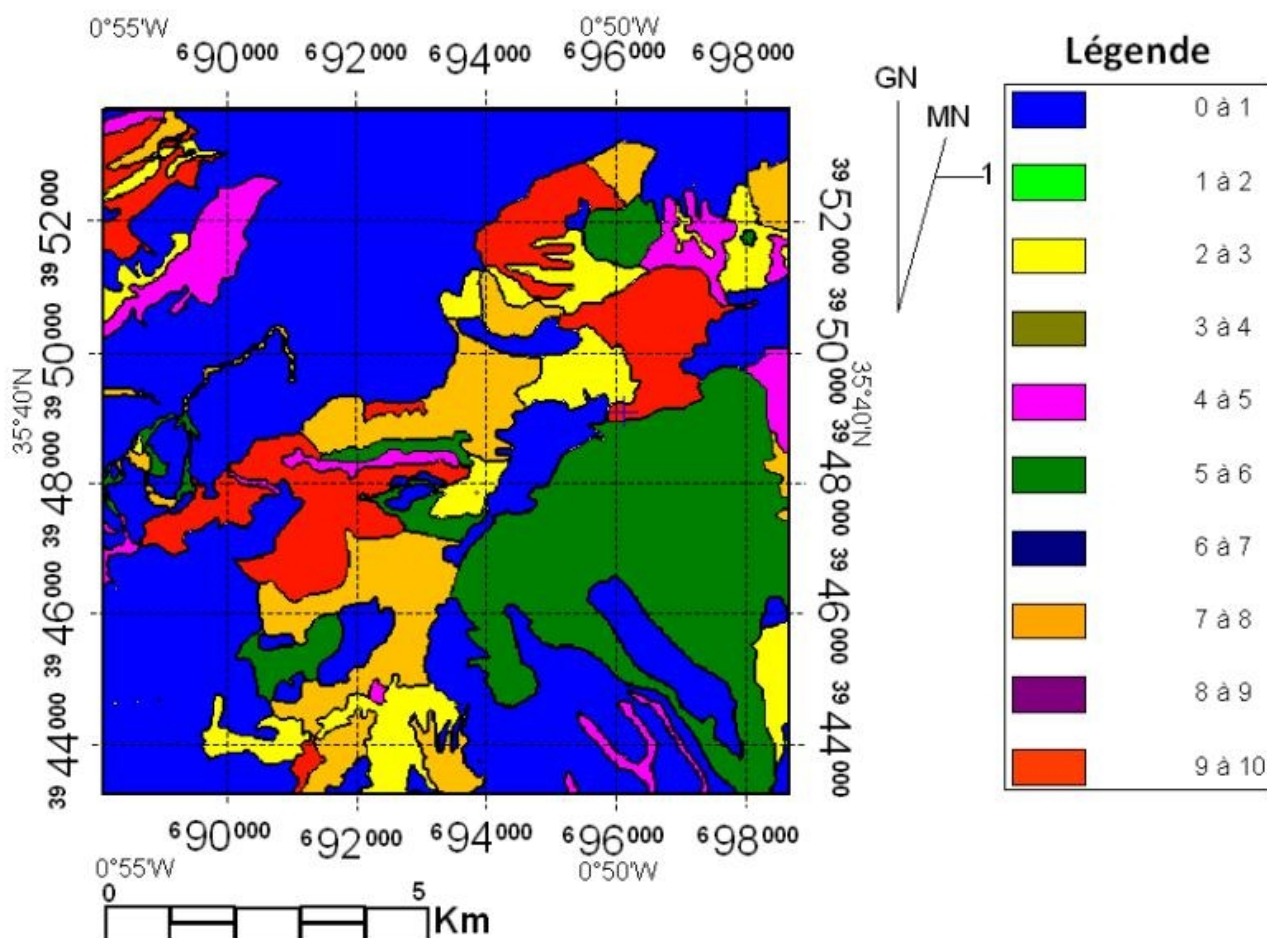 0°55'W 0°50'W
⁶90⁰⁰⁰ ⁶92⁰⁰⁰ ⁶94⁰⁰⁰ ⁶96⁰⁰⁰ ⁶98⁰⁰⁰
Légende
GN
MN
1
0 à 1
1 à 2
2 à 3
3 à 4
4 à 5
5 à 6
6 à 7
7 à 8
8 à 9
9 à 10
³⁹52⁰⁰⁰
³⁹50⁰⁰⁰
35°40'N
³⁹48⁰⁰⁰
³⁹46⁰⁰⁰
³⁹44⁰⁰⁰
³⁹52⁰⁰⁰
³⁹50⁰⁰⁰
35°40'N
³⁹48⁰⁰⁰
³⁹46⁰⁰⁰
³⁹44⁰⁰⁰
⁶90⁰⁰⁰ ⁶92⁰⁰⁰ ⁶94⁰⁰⁰ ⁶96⁰⁰⁰ ⁶98⁰⁰⁰
0°55'W 0°50'W
0 5
Km